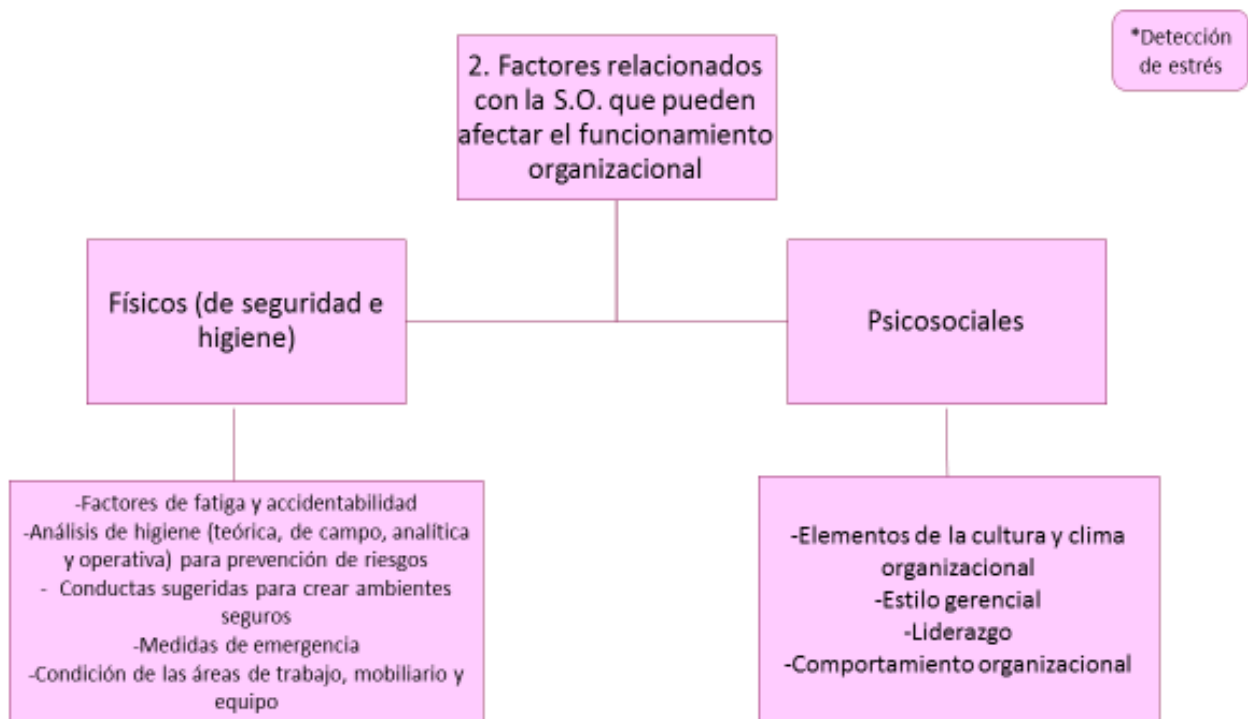 2. Factores relacionados
con la S.O. que pueden
afectar el funcionamiento
organizacional
*Detección
de estrés
Físicos (de seguridad e
higiene)
Psicosociales
-Factores de fatiga y accidentabilidad
-Análisis de higiene (teórica, de campo, analítica
y operativa) para prevención de riesgos
- Conductas sugeridas para crear ambientes
seguros
-Medidas de emergencia
-Condición de las áreas de trabajo, mobiliario y
equipo
-Elementos de la cultura y clima
organizacional
-Estilo gerencial
-Liderazgo
-Comportamiento organizacional